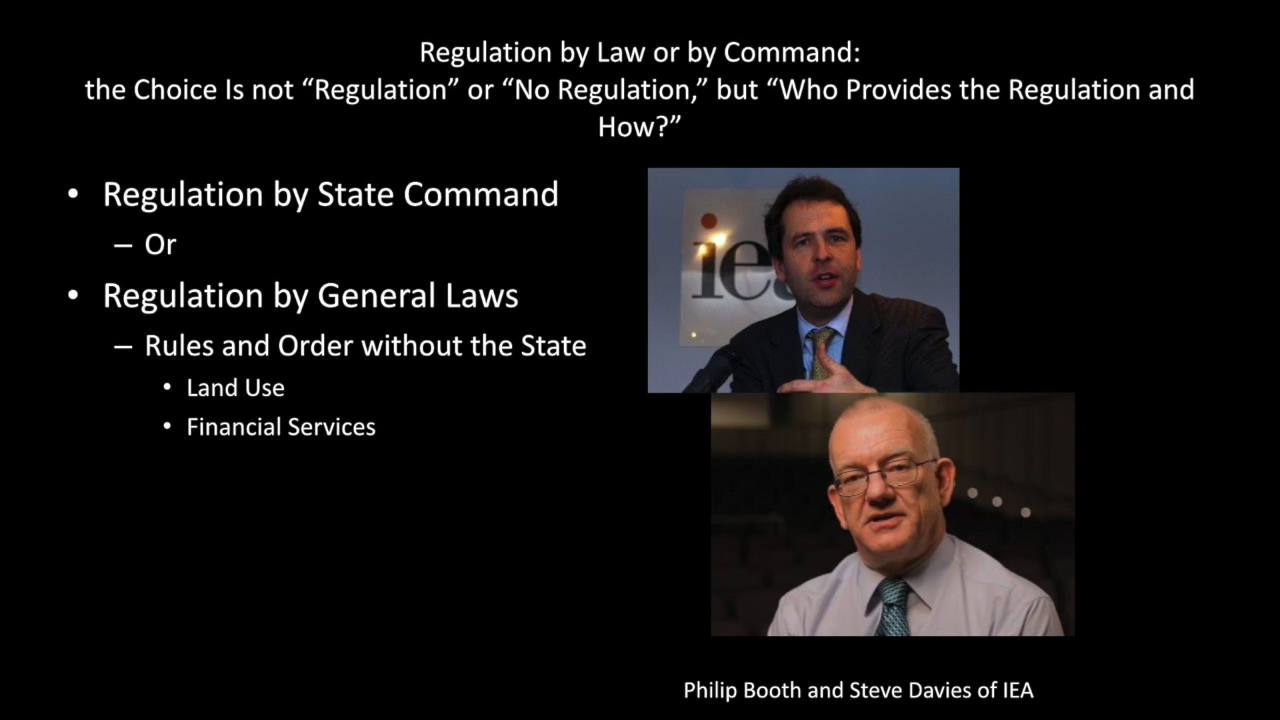 Regulation by Law or by Command:
the Choice Is not “Regulation” or “No Regulation,” but “Who Provides the Regulation and
How?”
• Regulation by State Command
– Or
• Regulation by General Laws
– Rules and Order without the State
• Land Use
• Financial Services
iea
Philip Booth and Steve Davies of IEA